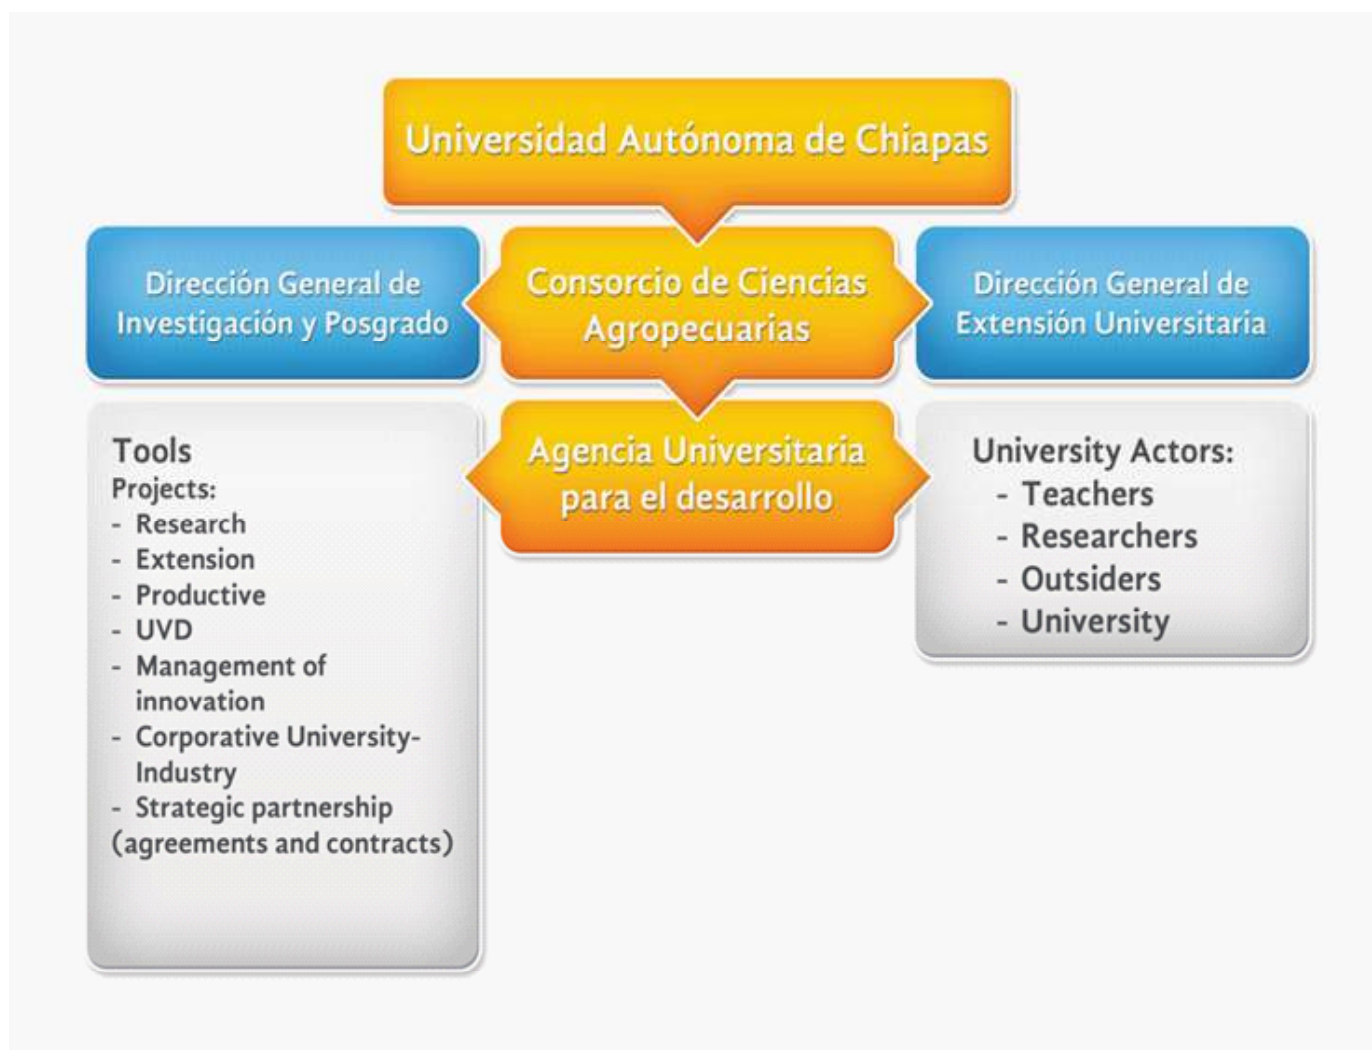 Universidad Autónoma de Chiapas
Dirección General de
Investigación y Posgrado
Consorcio de Ciencias
Agropecuarias
Dirección General de
Extensión Universitaria
Tools
Projects:
- Research
- Extension
- Productive
- UVD
- Management of
innovation
- Corporative University-
Industry
- Strategic partnership
(agreements and contracts)
Agencia Universitaria
para el desarrollo
University Actors:
- Teachers
- Researchers
- Outsiders
- University